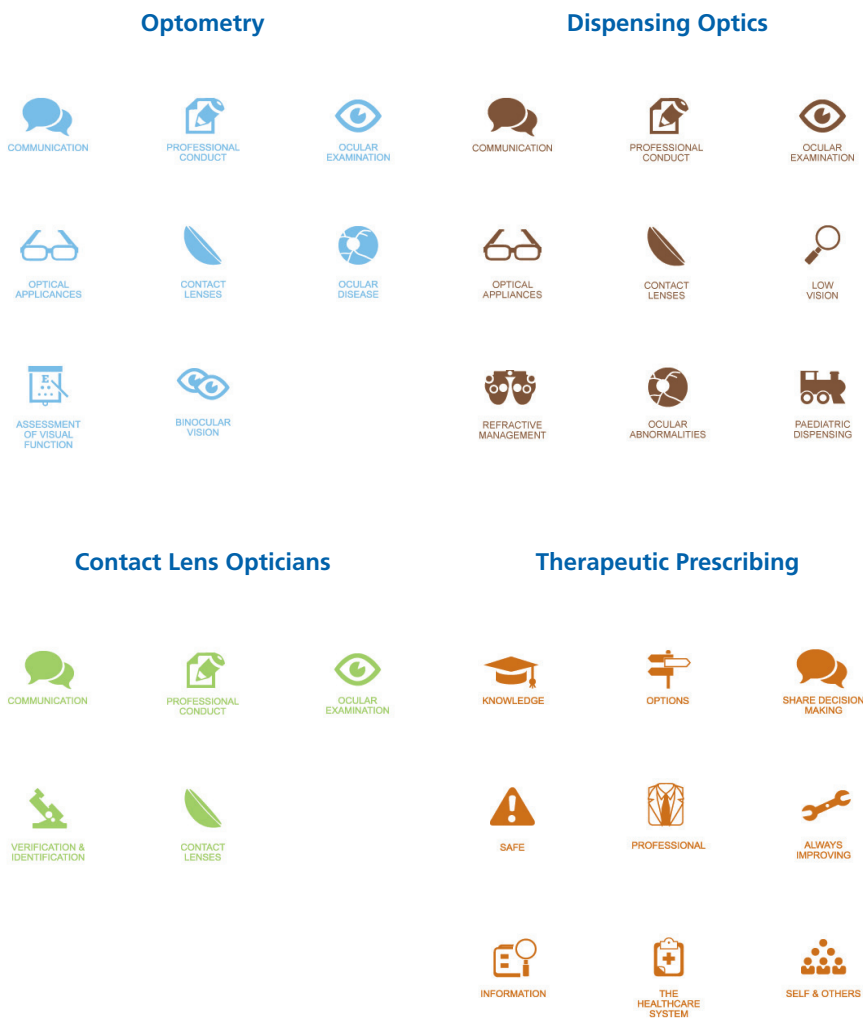 Optometry
COMMUNICATION
PROFESSIONAL
CONDUCT
OCULAR
EXAMINATION
OPTICAL
APPLICANCES
CONTACT
LENSES
OCULAR
DISEASE
E
ASSESSMENT
OF VISUAL
FUNCTION
BINOCULAR
VISION
Dispensing Optics
COMMUNICATION
PROFESSIONAL
CONDUCT
OCULAR
EXAMINATION
OPTICAL
APPLIANCES
CONTACT
LENSES
LOW
VISION
REFRACTIVE
MANAGEMENT
OCULAR
ABNORMALITIES
PAEDIATRIC
DISPENSING
Contact Lens Opticians
COMMUNICATION
PROFESSIONAL
CONDUCT
OCULAR
EXAMINATION
VERIFICATION &
IDENTIFICATION
CONTACT
LENSES
Therapeutic Prescribing
KNOWLEDGE
OPTIONS
SHARE DECISION
MAKING
SAFE
PROFESSIONAL
ALWAYS
IMPROVING
INFORMATION
THE
HEALTHCARE
SYSTEM
SELF & OTHERS